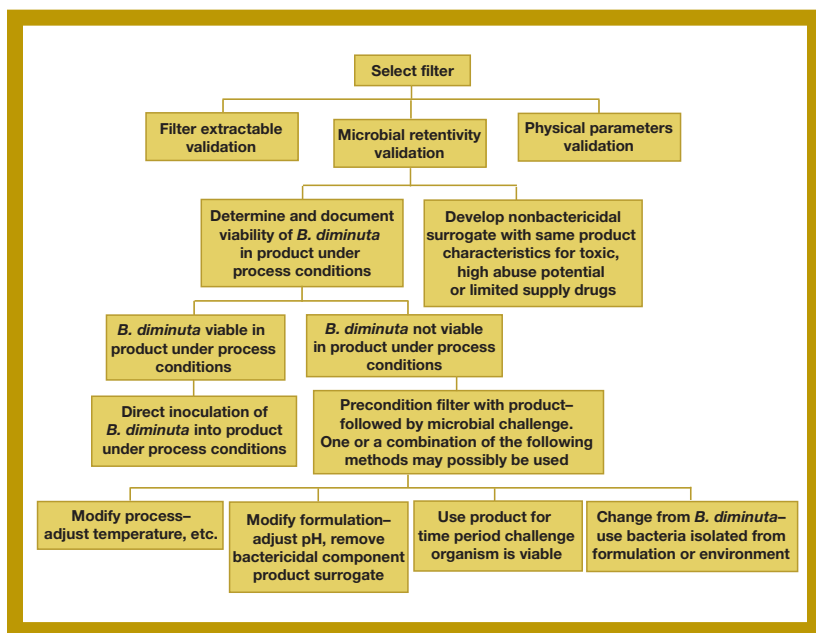 Select filter
Filter extractable
validation
Microbial retentivity
validation
Physical parameters
validation
Determine and document
viability of B. diminuta
in product under
process conditions
Develop nonbactericidal
surrogate with same product
characteristics for toxic,
high abuse potential
or limited supply drugs
B. diminuta viable in
product under process
conditions
B. diminuta not viable
in product under process
conditions
Direct inoculation of
B. diminuta into product
under process conditions
Precondition filter with product–
followed by microbial challenge.
One or a combination of the following
methods may possibly be used
Modify process–
adjust temperature, etc.
Modify formulation–
adjust pH, remove
bactericidal component
product surrogate
Use product for
time period challenge
organism is viable
Change from B. diminuta–
use bacteria isolated from
formulation or environment